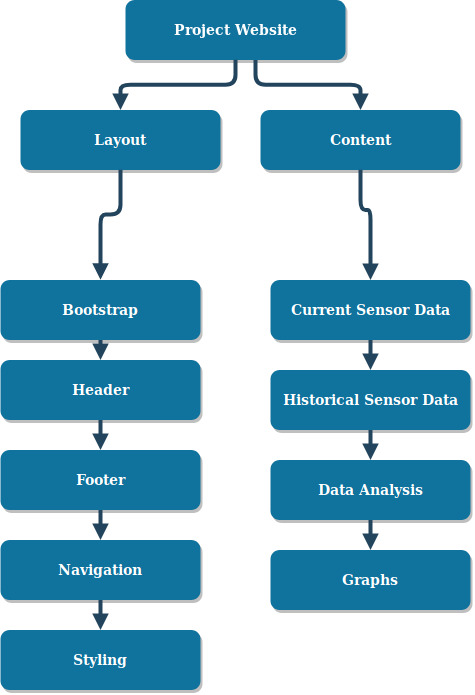 Project Website
Layout
Content
Bootstrap
Current Sensor Data
Header
Historical Sensor Data
Footer
Data Analysis
Navigation
Graphs
Styling